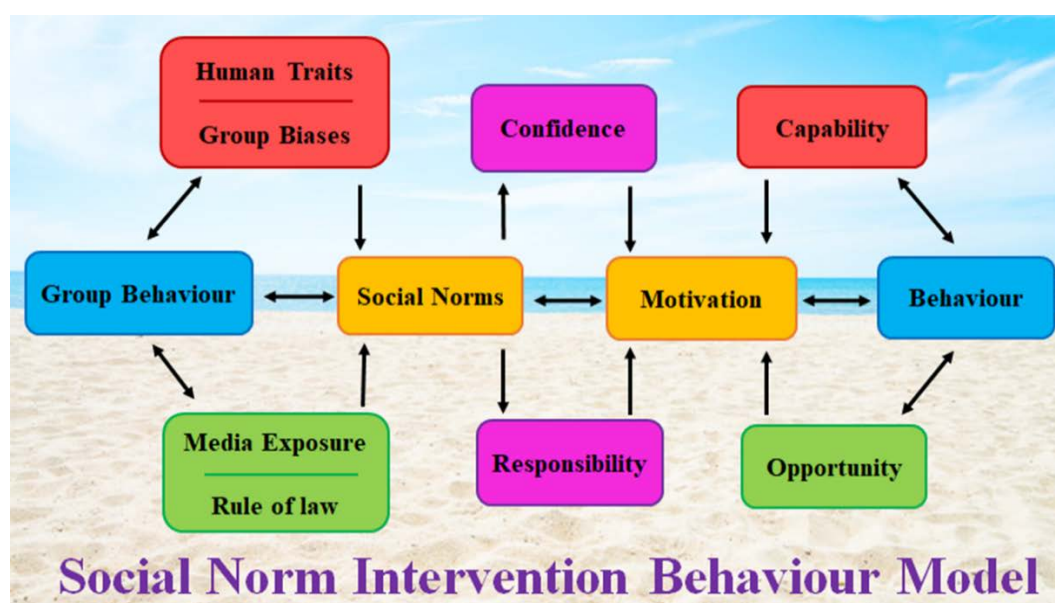 Human Traits
Group Biases
Confidence
Capability
Group Behaviour
Social Norms
Motivation
Behaviour
Media Exposure
Rule of law
Responsibility
Opportunity
Social Norm Intervention Behaviour Model